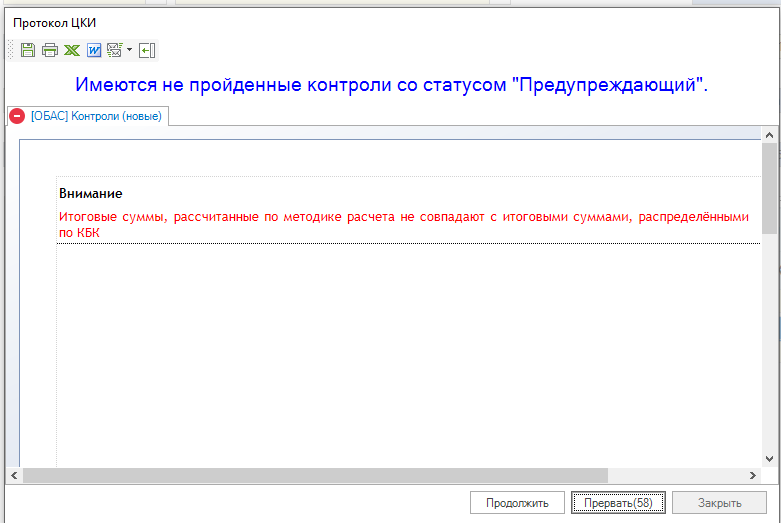 Протокол ЦКИ
Имеются не пройденные контроли со статусом "Предупреждающий".
[ОБАС] Контроли (новые)
Внимание
Итоговые суммы, рассчитанные по методике расчета не совпадают с итоговыми суммами, распределёнными
по КБК
Продолжить
Прервать(58)
Закрыть